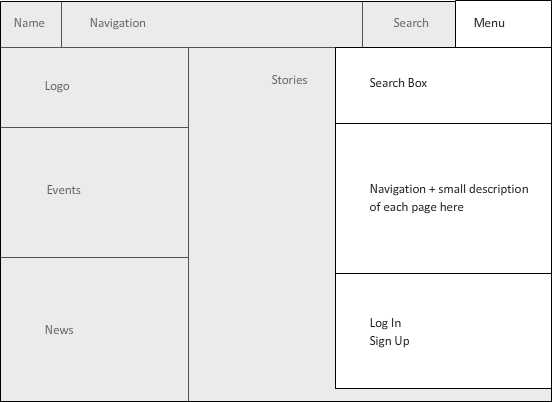 Name
Navigation
Search
Menu
Logo
Stories
Search Box
Events
Navigation + small description
of each page here
News
Log In
Sign Up